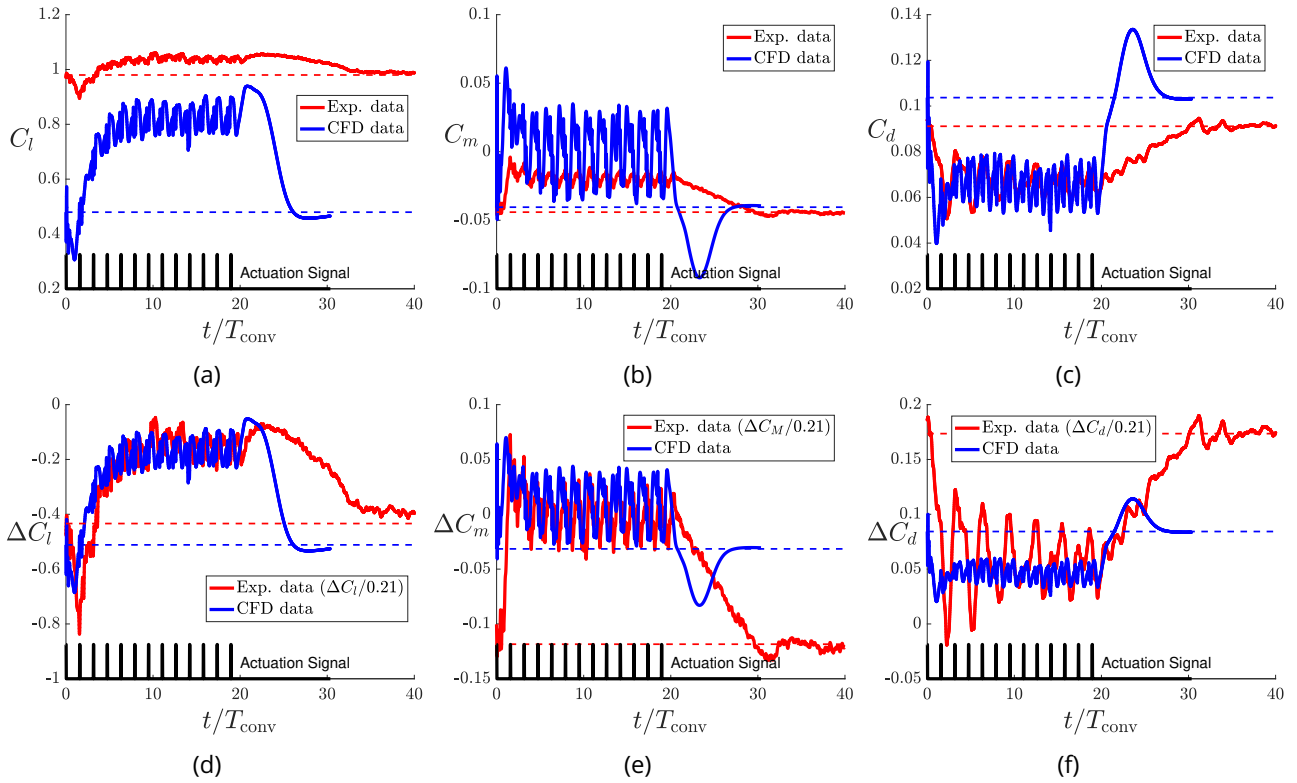 1.2
1
0.8
0.6
0.4
0.2
C_l
Exp. data
CFD data
Actuation Signal
0 10 20 30 40
t/T_conv
(a)
0.1
0.05
0
-0.05
-0.1
C_m
Exp. data
CFD data
Actuation Signal
0 10 20 30 40
t/T_conv
(b)
0.14
0.12
0.1
0.08
0.06
0.04
0.02
C_d
Exp. data
CFD data
Actuation Signal
0 10 20 30 40
t/T_conv
(c)
0
-0.2
-0.4
-0.6
-0.8
-1
ΔC_l
Exp. data (ΔC_l/0.21)
CFD data
Actuation Signal
0 10 20 30 40
t/T_conv
(d)
0.1
0.05
0
-0.05
-0.1
-0.15
ΔC_m
Exp. data (ΔC_M/0.21)
CFD data
Actuation Signal
0 10 20 30 40
t/T_conv
(e)
0.2
0.15
0.1
0.05
0
-0.05
ΔC_d
Exp. data (ΔC_d/0.21)
CFD data
Actuation Signal
0 10 20 30 40
t/T_conv
(f)